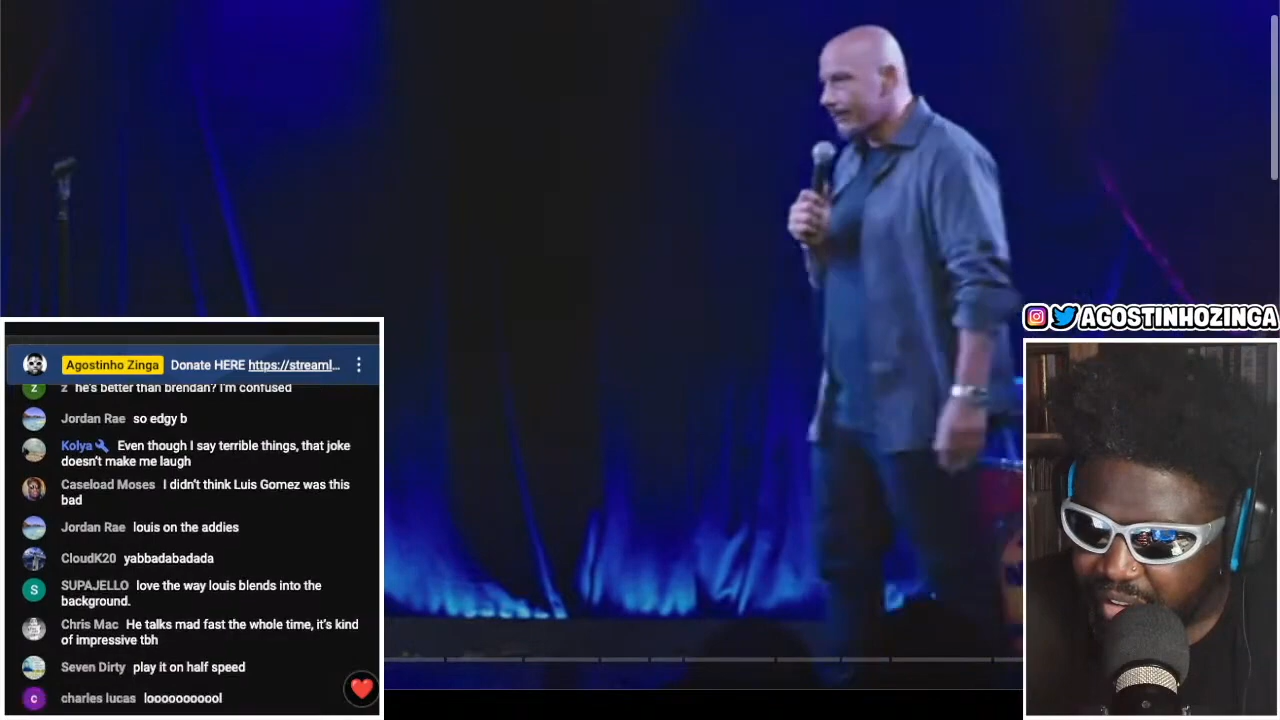 AGOSTINHOZINGA
Agostinho Zinga Donate HERE https://streaml...
z he's better than brendan? I'm confused
Jordan Rae so edgy b
Kolya Even though I say terrible things, that joke
doesn't make me laugh
Caseload Moses I didn't think Luis Gomez was this
bad
Jordan Rae louis on the addies
CloudK20 yabbadabadada
SUPAJELLO love the way louis blends into the
background.
Chris Mac He talks mad fast the whole time, it's kind
of impressive tbh
Seven Dirty play it on half speed
charles lucas looooooooool